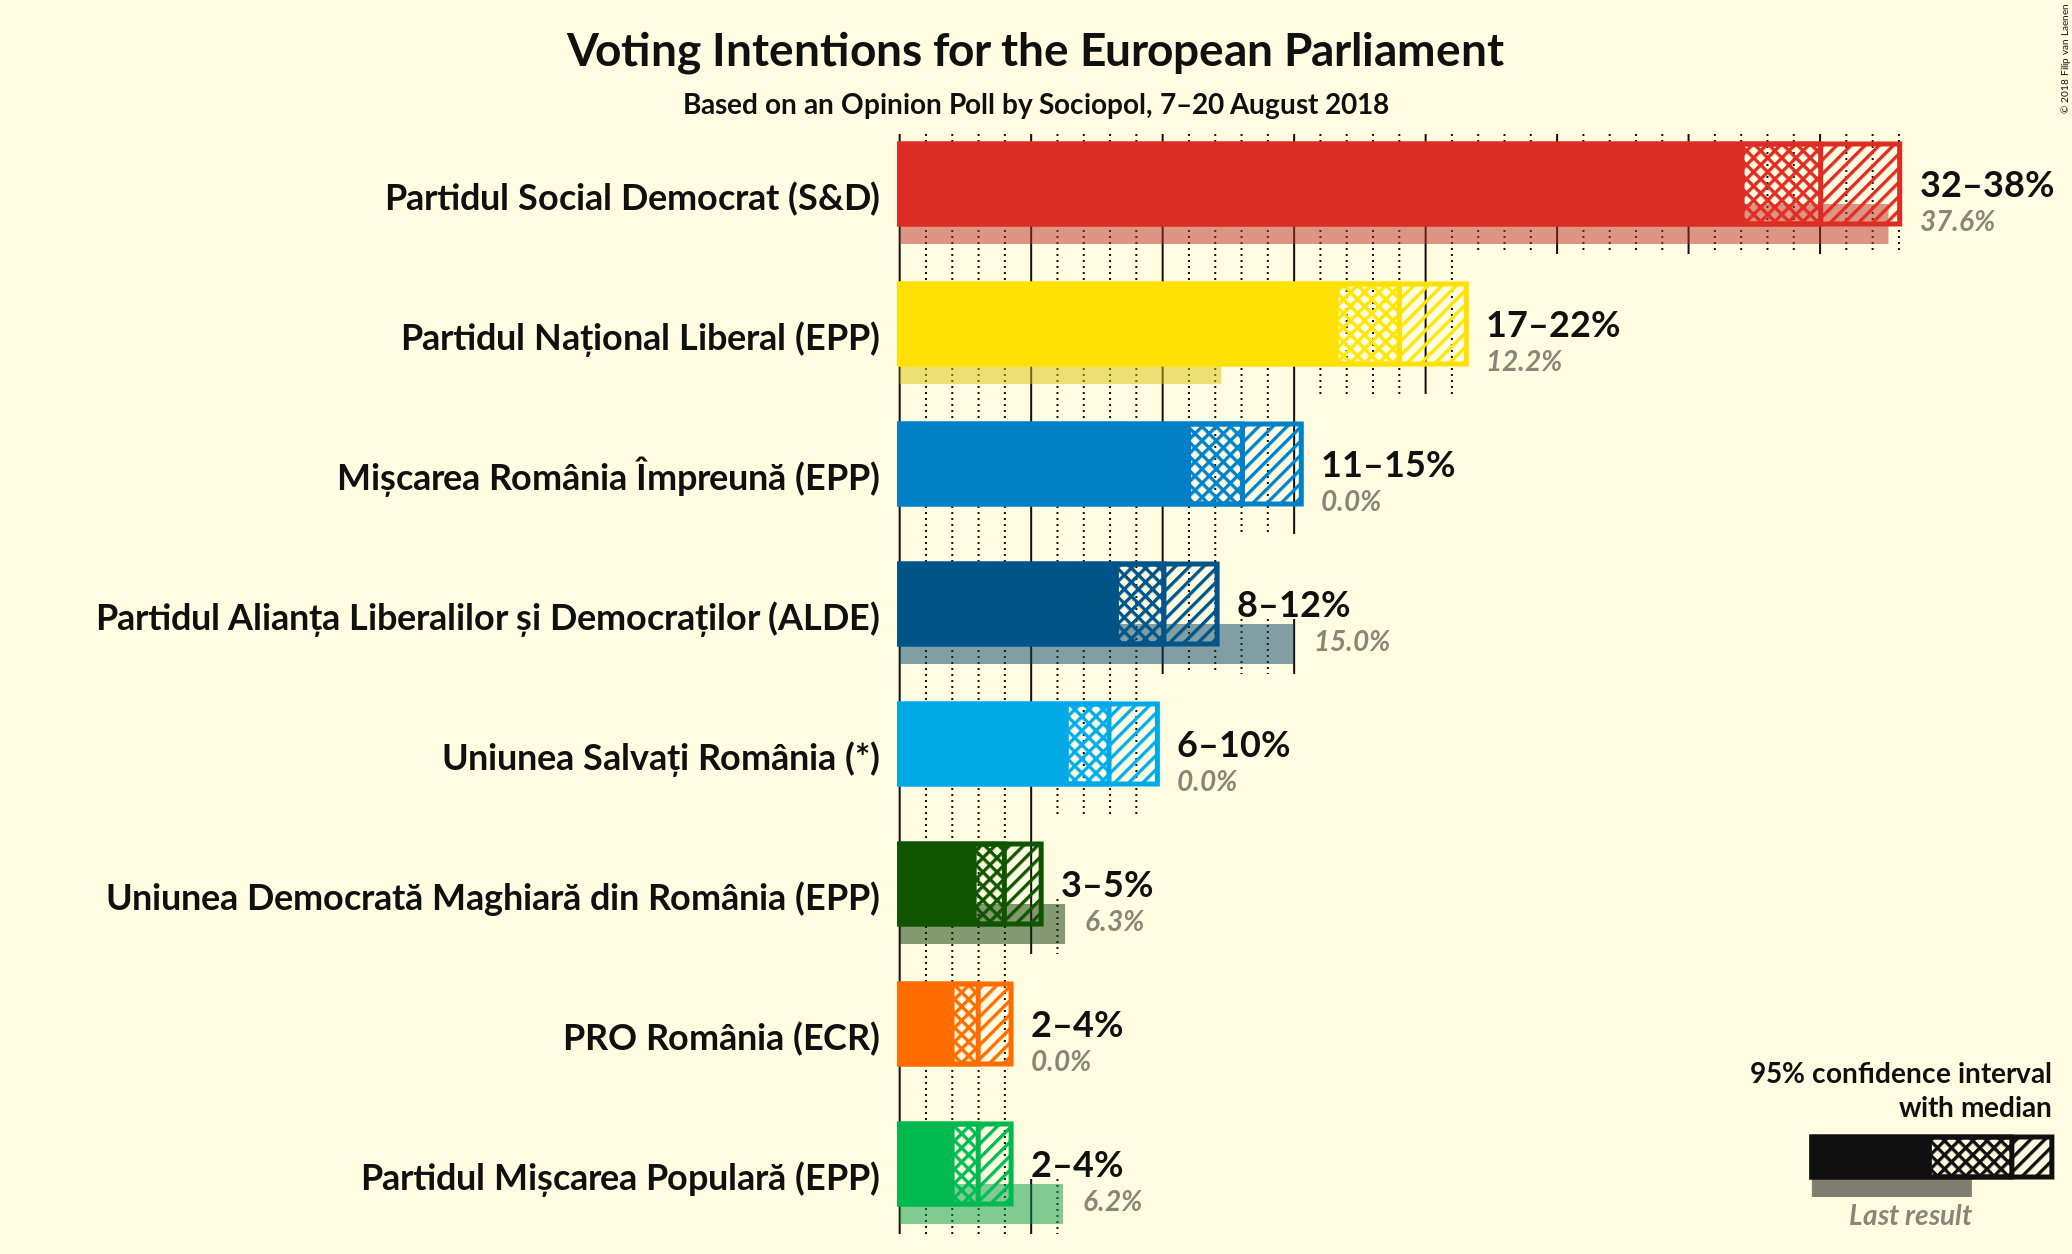 Voting Intentions for the European Parliament
Based on an Opinion Poll by Sociopol, 7–20 August 2018
© 2018 Filip van Laenen
Partidul Social Democrat (S&D)
32–38%
37.6%
Partidul Național Liberal (EPP)
17–22%
12.2%
Mișcarea România Împreună (EPP)
11–15%
0.0%
Partidul Alianța Liberalilor și Democraților (ALDE)
8–12%
15.0%
Uniunea Salvați România (*)
6–10%
0.0%
Uniunea Democrată Maghiară din România (EPP)
3–5%
6.3%
PRO România (ECR)
2–4%
0.0%
Partidul Mișcarea Populară (EPP)
2–4%
6.2%
95% confidence interval
with median
Last result